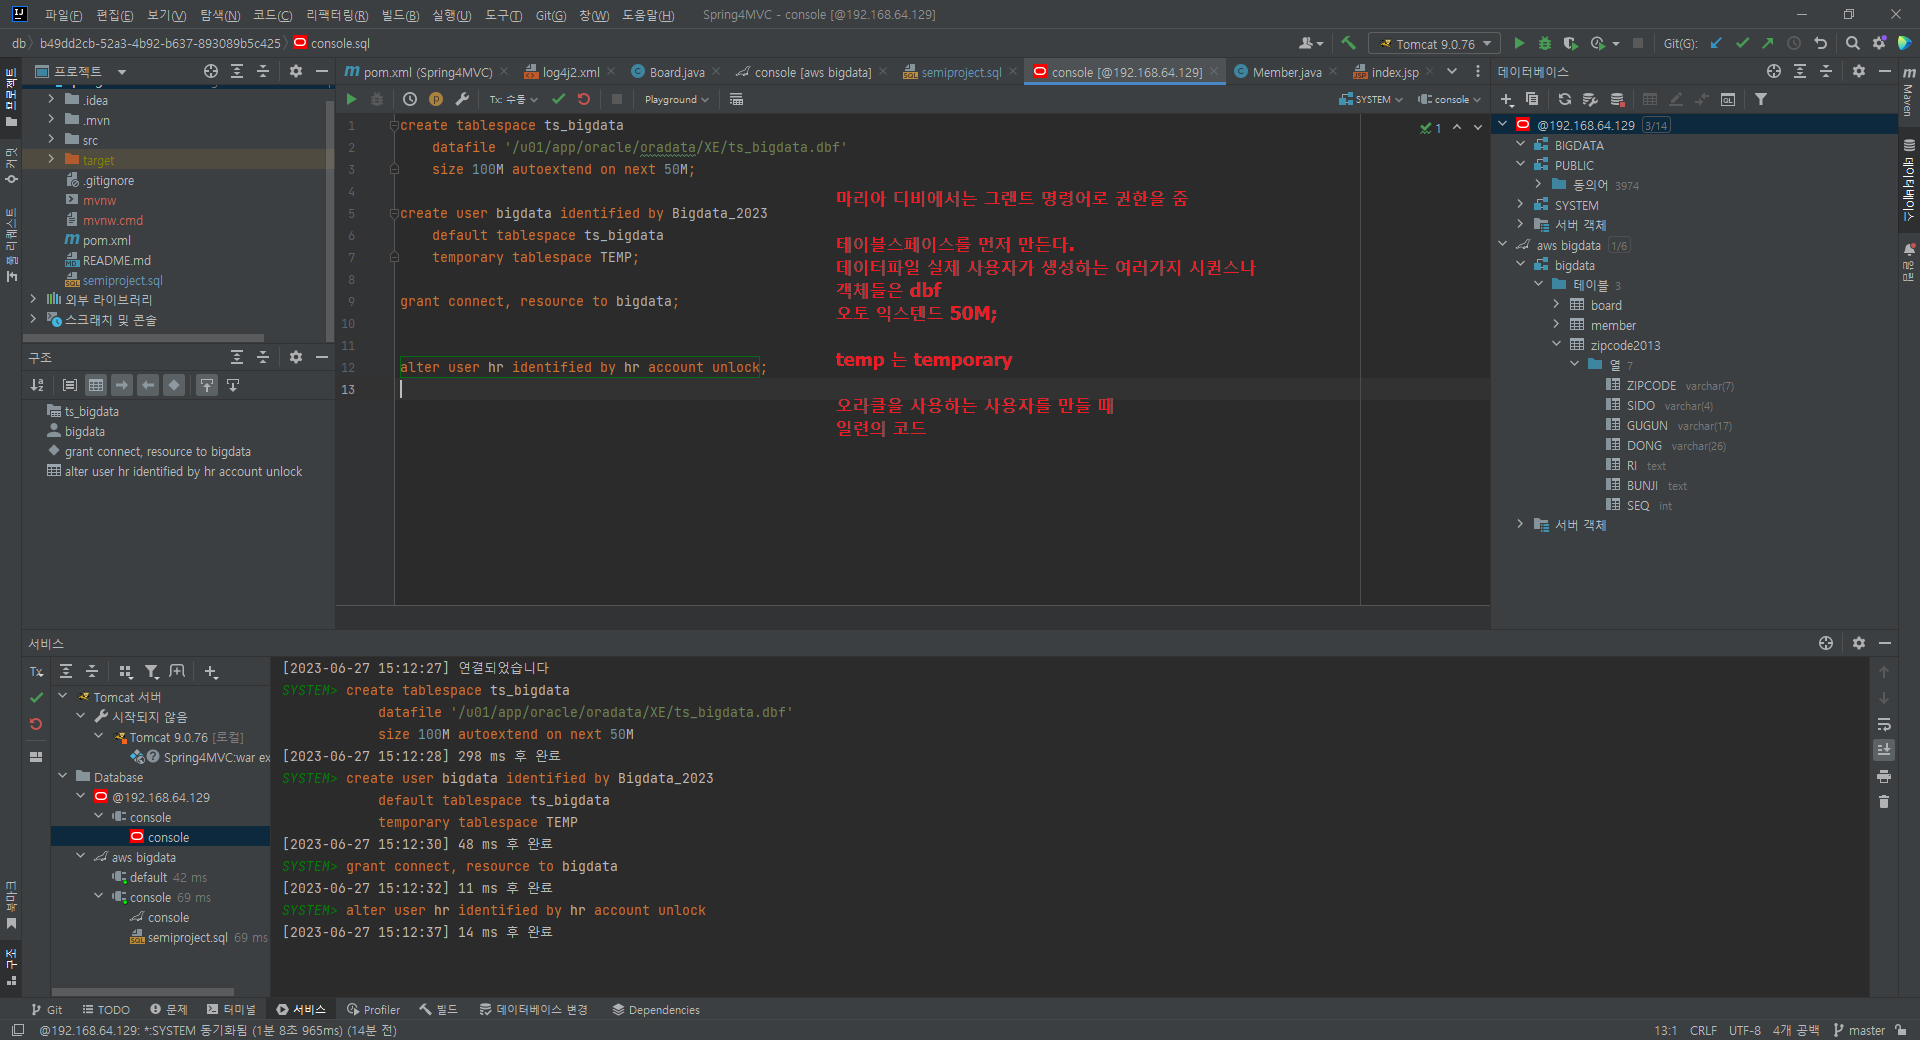 파일(F) 편집(E) 보기(V) 탐색(N) 코드(C) 리팩터링(R) 빌드(B) 실행(U) 도구(T) Git(G) 창(W) 도움말(H) Spring4MVC - console [@192.168.64.129]
db b49dd2cb-52a3-4b92-b637-893089b5c425 console.sql
Tomcat 9.0.76 Git(G):
프로젝트
pom.xml (Spring4MVC) log4j2.xml Board.java console [aws bigdata] semiproject.sql console [@192.168.64.129] Member.java index.jsp
데이터베이스
Tx: 수동 Playground SYSTEM console
.idea
.mvn
src
target
.gitignore
mvnw
mvnw.cmd
pom.xml
README.md
semiproject.sql
외부 라이브러리
스크래치 및 콘솔
구조
ts_bigdata
bigdata
grant connect, resource to bigdata
alter user hr identified by hr account unlock
1 create tablespace ts_bigdata
2 datafile '/u01/app/oracle/oradata/XE/ts_bigdata.dbf'
3 size 100M autoextend on next 50M;
4
5 create user bigdata identified by Bigdata_2023
6 default tablespace ts_bigdata
7 temporary tablespace TEMP;
8
9 grant connect, resource to bigdata;
10
11
12 alter user hr identified by hr account unlock;
13
1
마리아 디비에서는 그랜트 명령어로 권한을 줌
테이블스페이스를 먼저 만든다.
데이터파일 실제 사용자가 생성하는 여러가지 시퀀스나
객체들은 dbf
오토 익스텐드 50M;
temp 는 temporary
오라클을 사용하는 사용자를 만들 때
일련의 코드
@192.168.64.129 3/14
BIGDATA
PUBLIC
동의어 3974
SYSTEM
서버 객체
aws bigdata 1/6
bigdata
테이블 3
board
member
zipcode2013
열 7
ZIPCODE varchar(7)
SIDO varchar(4)
GUGUN varchar(17)
DONG varchar(26)
RI text
BUNJI text
SEQ int
서버 객체
Maven
데이터베이스
알림
프로젝트
커밋
풀 리퀘스트
북마크
구조
서비스
Tx
Tomcat 서버
시작되지 않음
Tomcat 9.0.76 [로컬]
Spring4MVC:war ex
Database
@192.168.64.129
console
console
aws bigdata
default 42 ms
console 69 ms
console
semiproject.sql 69 ms
[2023-06-27 15:12:27] 연결되었습니다
SYSTEM> create tablespace ts_bigdata
datafile '/u01/app/oracle/oradata/XE/ts_bigdata.dbf'
size 100M autoextend on next 50M
[2023-06-27 15:12:28] 298 ms 후 완료
SYSTEM> create user bigdata identified by Bigdata_2023
default tablespace ts_bigdata
temporary tablespace TEMP
[2023-06-27 15:12:30] 48 ms 후 완료
SYSTEM> grant connect, resource to bigdata
[2023-06-27 15:12:32] 11 ms 후 완료
SYSTEM> alter user hr identified by hr account unlock
[2023-06-27 15:12:37] 14 ms 후 완료
Git TODO 문제 터미널 서비스 Profiler 빌드 데이터베이스 변경 Dependencies
@192.168.64.129: *:SYSTEM 동기화됨 (1분 8초 965ms) (14분 전) 13:1 CRLF UTF-8 4개 공백 master